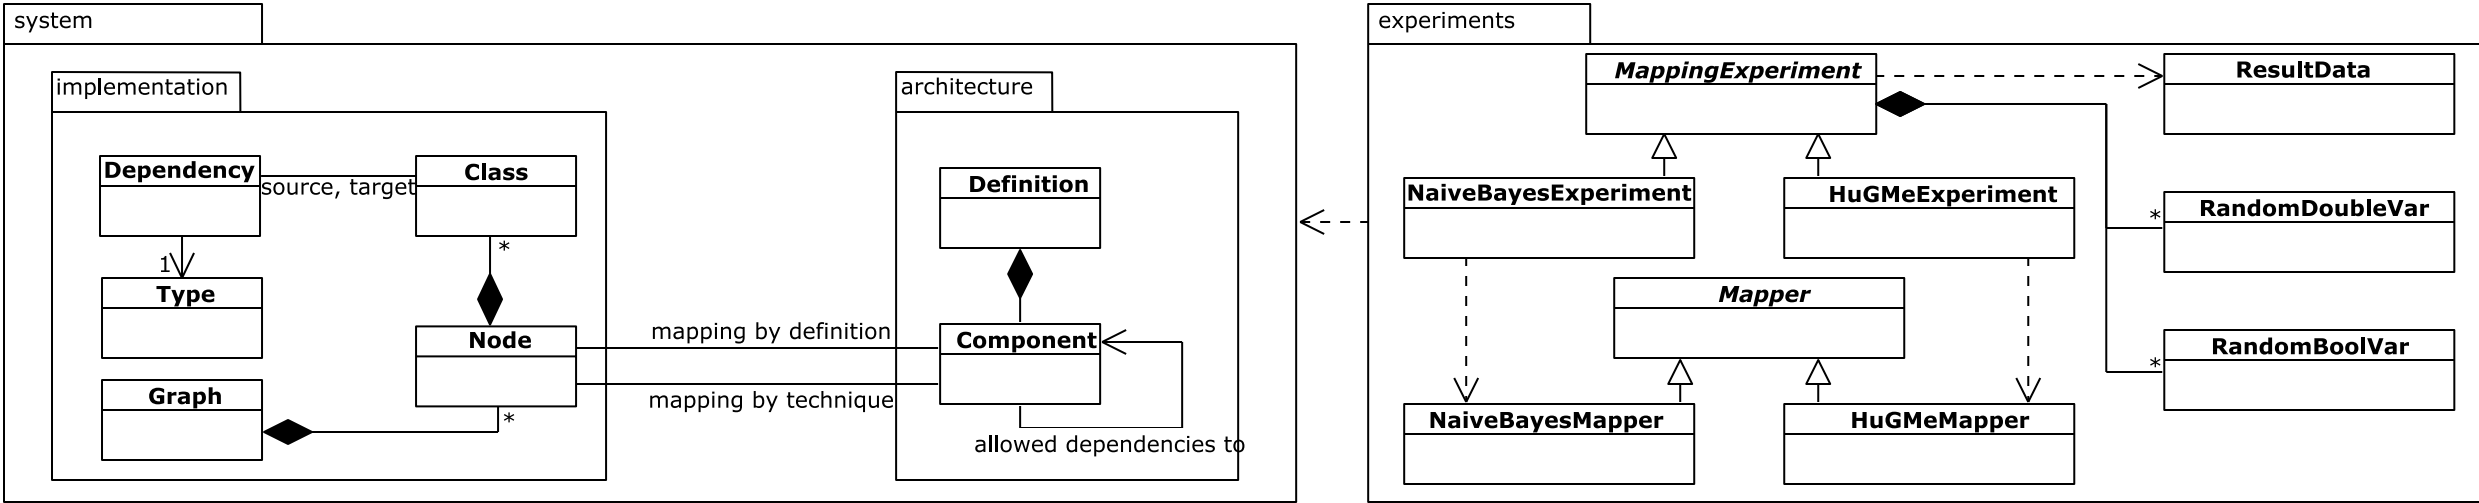 system
experiments
implementation
architecture
Dependency
source, target
Class
*
1
Type
Node
Graph
*
mapping by definition
mapping by technique
Definition
Component
allowed dependencies to
MappingExperiment
ResultData
NaiveBayesExperiment
HuGMeExperiment
*
RandomDoubleVar
Mapper
*
RandomBoolVar
NaiveBayesMapper
HuGMeMapper